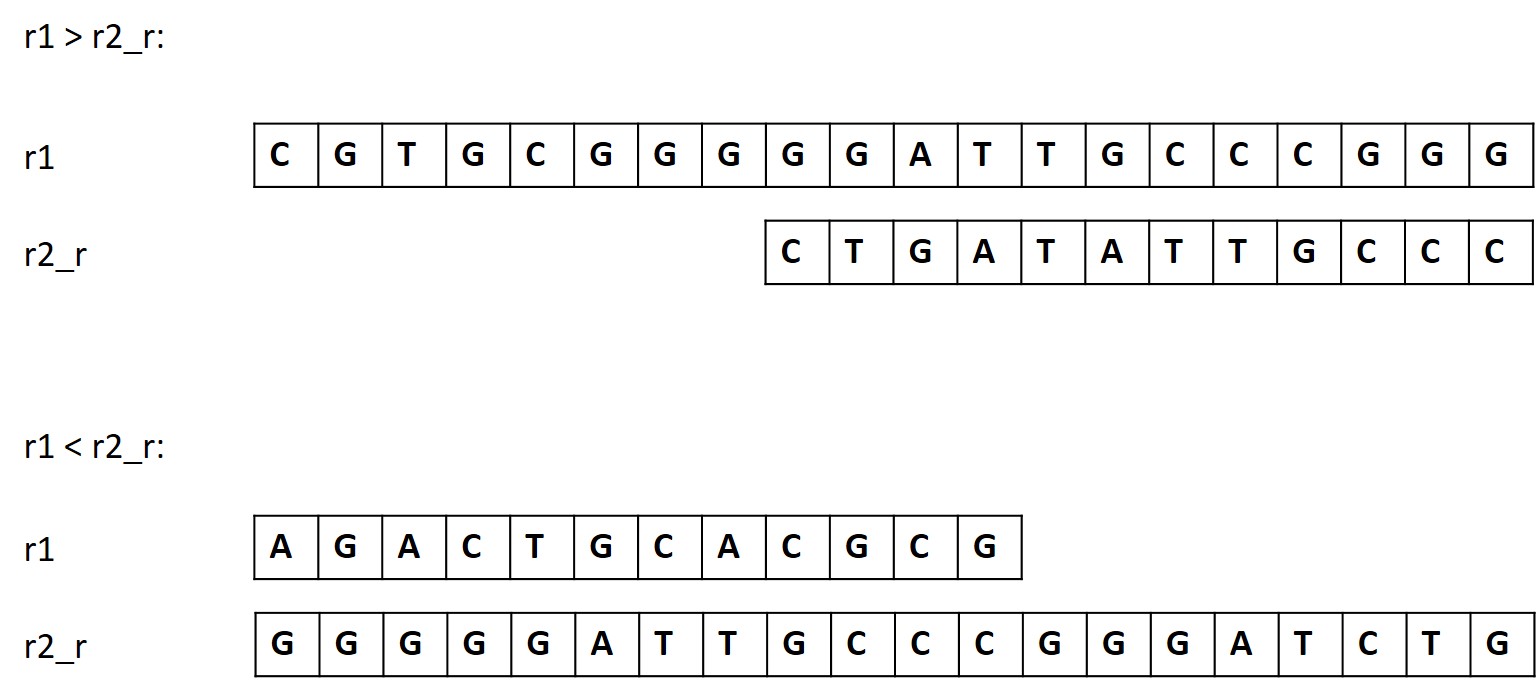 r1 > r2_r:
r1 C G T G C G G G G G A T T G C C C G G G
r2_r C T G A T A T T G C C C
r1 < r2_r:
r1 A G A C T G C A C G C G
r2_r G G G G G A T T G C C C G G G A T C T G